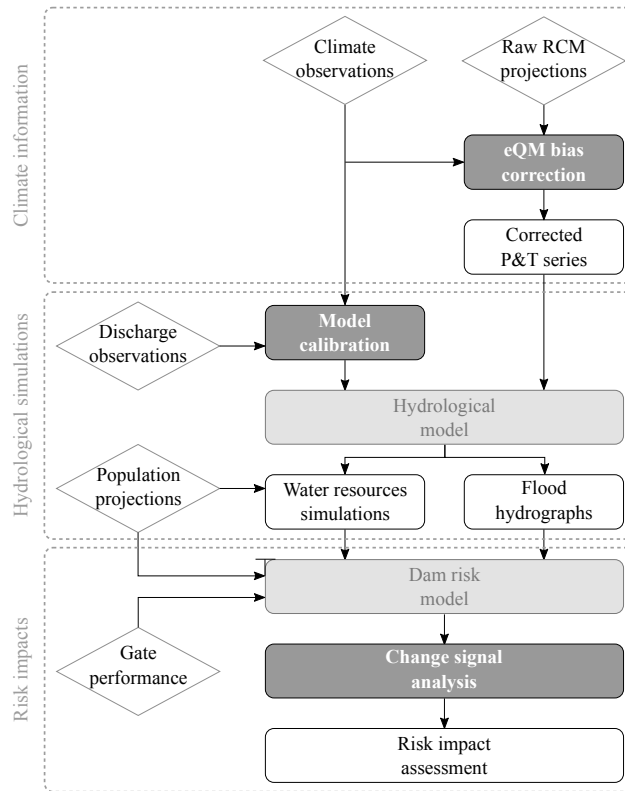 Climate information
Climate
observations
Raw RCM
projections
eQM bias
correction
Corrected
P&T series
Hydrological simulations
Discharge
observations
Model
calibration
Hydrological
model
Population
projections
Water resources
simulations
Flood
hydrographs
Risk impacts
Dam risk
model
Gate
performance
Change signal
analysis
Risk impact
assessment